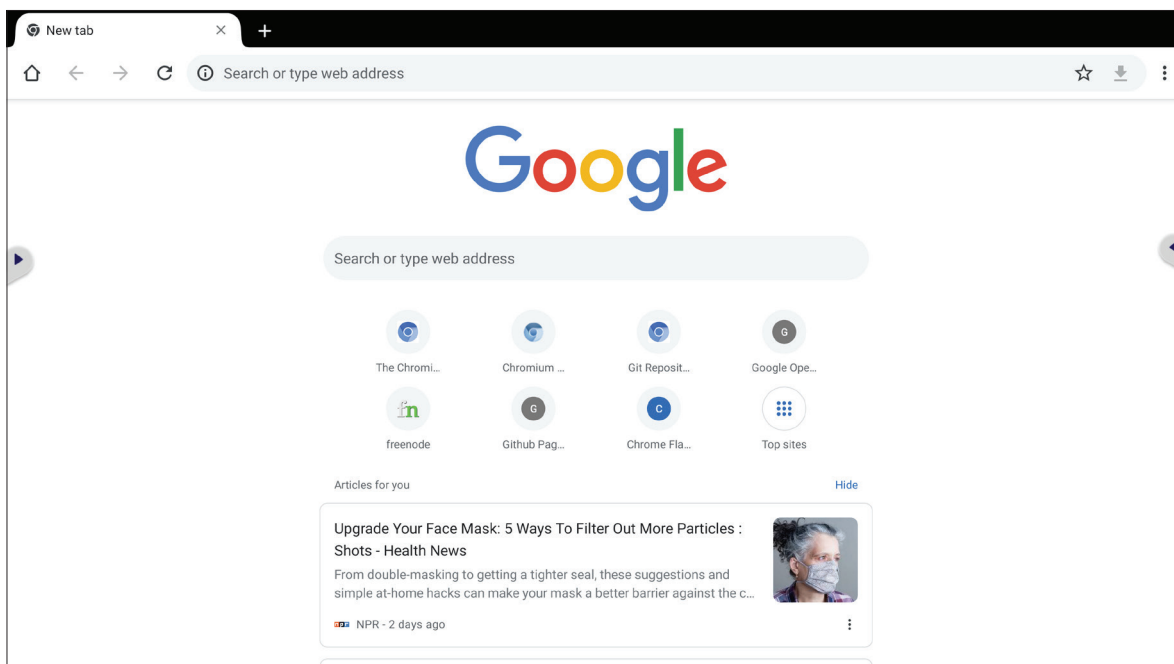 New tab
Search or type web address
Google
Search or type web address
The Chromi...
Chromium ...
Git Reposit...
G
Google Ope...
fn
freenode
G
Github Pag...
C
Chrome Fla...
Top sites
Articles for you
Hide
Upgrade Your Face Mask: 5 Ways To Filter Out More Particles :
Shots - Health News
From double-masking to getting a tighter seal, these suggestions and
simple at-home hacks can make your mask a better barrier against the c...
npr NPR - 2 days ago